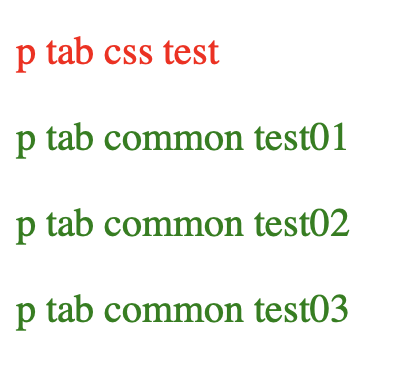 p tab css test
p tab common test01
p tab common test02
p tab common test03